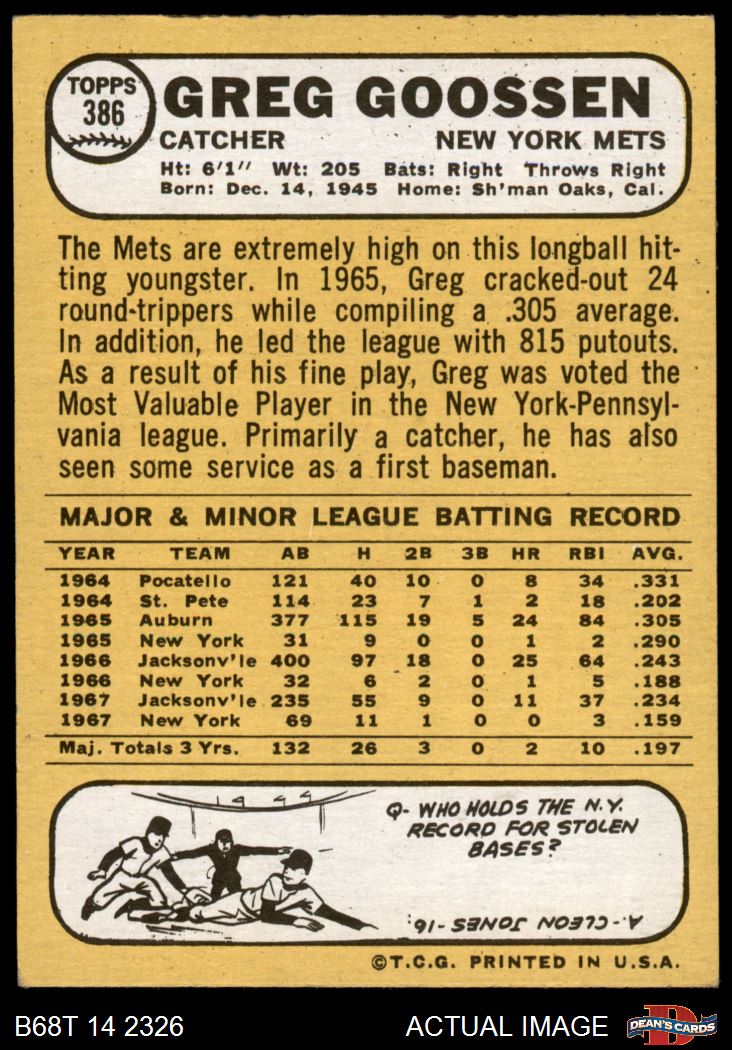 TOPPS
386
GREG GOOSSEN
CATCHER NEW YORK METS
Ht: 6'1" Wt: 205 Bats: Right Throws Right
Born: Dec. 14, 1945 Home: Sh'man Oaks, Cal.
The Mets are extremely high on this longball hit-
ting youngster. In 1965, Greg cracked-out 24
round-trippers while compiling a .305 average.
In addition, he led the league with 815 putouts.
As a result of his fine play, Greg was voted the
Most Valuable Player in the New York-Pennsyl-
vania league. Primarily a catcher, he has also
seen some service as a first baseman.
MAJOR & MINOR LEAGUE BATTING RECORD
YEAR TEAM AB H 2B 3B HR RBI AVG.
1964 Pocatello 121 40 10 0 8 34 .331
1964 St. Pete 114 23 7 1 2 18 .202
1965 Auburn 377 115 19 5 24 84 .305
1965 New York 31 9 0 0 1 2 .290
1966 Jacksonv'le 400 97 18 0 25 64 .243
1966 New York 32 6 2 0 1 5 .188
1967 Jacksonv'le 235 55 9 0 11 37 .234
1967 New York 69 11 1 0 0 3 .159
Maj. Totals 3 Yrs. 132 26 3 0 2 10 .197
Q- WHO HOLDS THE N.Y.
RECORD FOR STOLEN
BASES?
A.- CLEON JONES -16.
©T.C.G. PRINTED IN U.S.A.
B68T 14 2326 ACTUAL IMAGE D DEAN'S CARDS